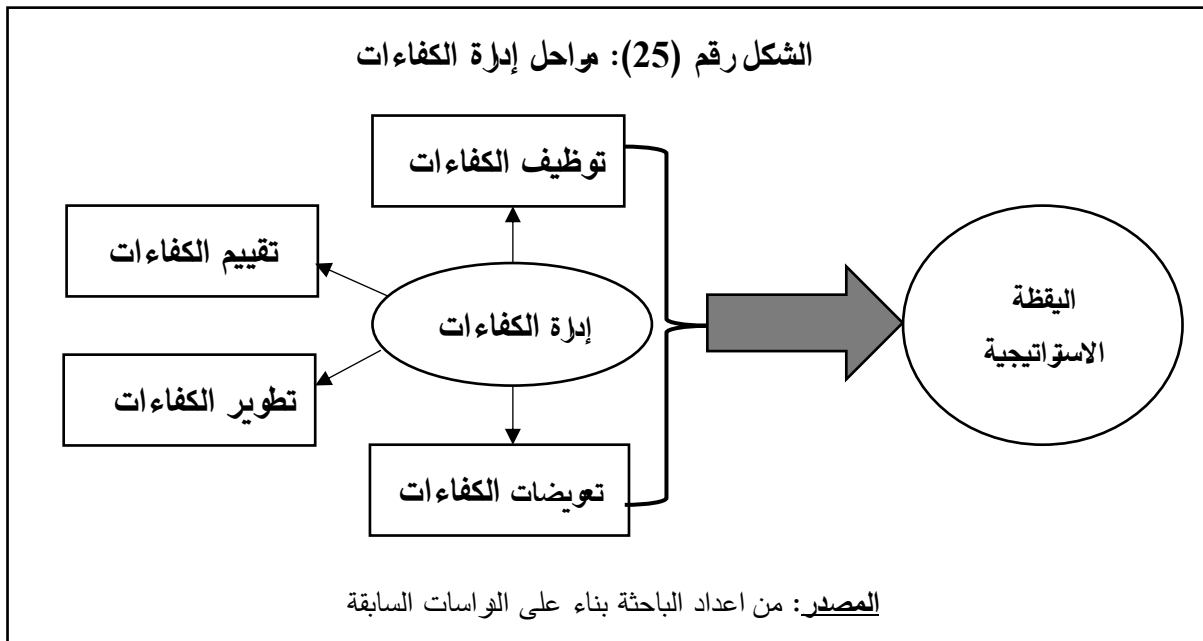 الشكل رقم (25): مراحل إدارة الكفاءات
توظيف الكفاءات
تقييم الكفاءات
إدارة الكفاءات
تطوير الكفاءات
تعويضات الكفاءات
اليقظة
الاستراتيجية
المصدر: من اعداد الباحثة بناء على الدراسات السابقة